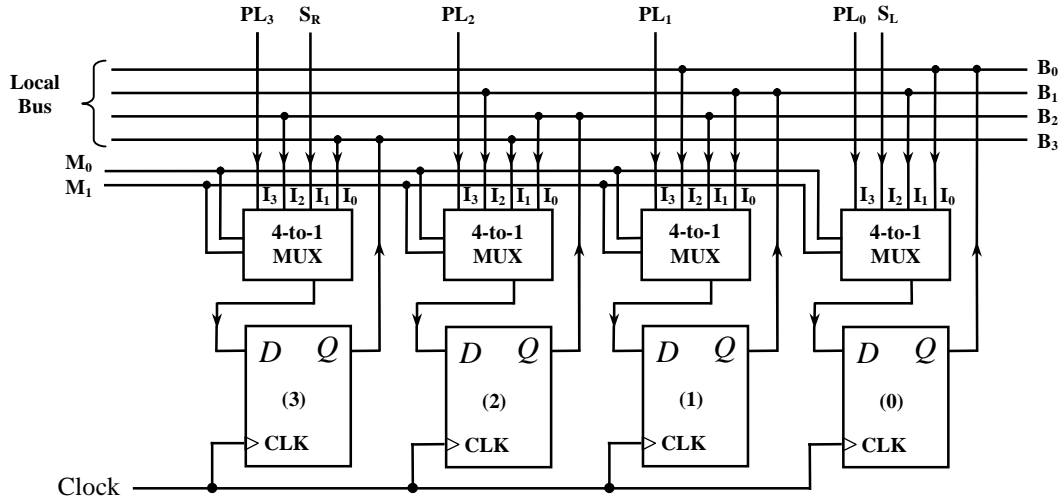 PL₃ S_R PL₂ PL₁ PL₀ S_L
Local
Bus
B₀
B₁
B₂
B₃
M₀
M₁
I₃ I₂ I₁ I₀ I₃ I₂ I₁ I₀ I₃ I₂ I₁ I₀ I₃ I₂ I₁ I₀
4-to-1 4-to-1 4-to-1 4-to-1
MUX MUX MUX MUX
D Q D Q D Q D Q
(3) (2) (1) (0)
CLK CLK CLK CLK
Clock